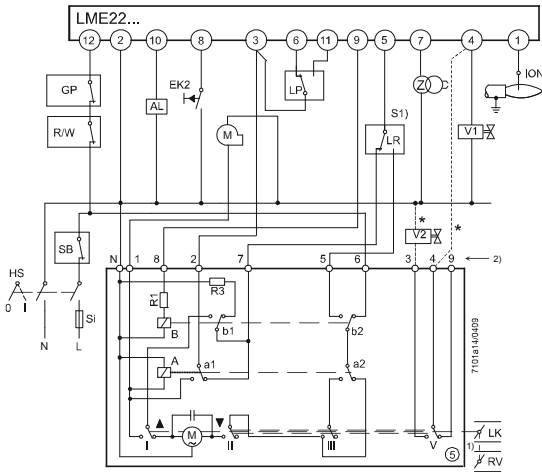 LME22...
12 2 10 8 3 6 11 9 5 7 4 1
ION
GP
EK2
LP
Z
C
AL
S1)
R/W
M
LR
V1
*
*
V2
SB
N 1 8 2 7 5 6 3 4 9 2)
HS
R3
0 I
R1
Si
B
b1
b2
N L
A
a1
a2
7101a14/0409
M
I
II
III
V
5
1)
LK
RV